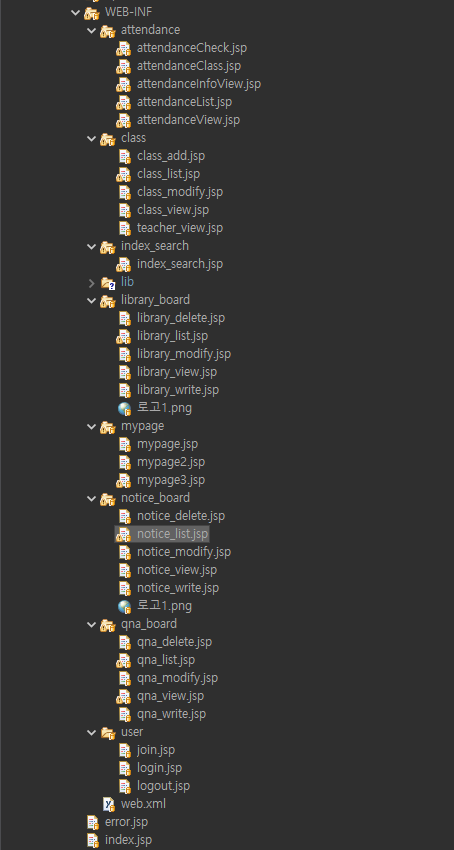 WEB-INF
attendance
attendanceCheck.jsp
attendanceClass.jsp
attendanceInfoView.jsp
attendanceList.jsp
attendanceView.jsp
class
class_add.jsp
class_list.jsp
class_modify.jsp
class_view.jsp
teacher_view.jsp
index_search
index_search.jsp
lib
library_board
library_delete.jsp
library_list.jsp
library_modify.jsp
library_view.jsp
library_write.jsp
로고1.png
mypage
mypage.jsp
mypage2.jsp
mypage3.jsp
notice_board
notice_delete.jsp
notice_list.jsp
notice_modify.jsp
notice_view.jsp
notice_write.jsp
로고1.png
qna_board
qna_delete.jsp
qna_list.jsp
qna_modify.jsp
qna_view.jsp
qna_write.jsp
user
join.jsp
login.jsp
logout.jsp
web.xml
error.jsp
index.jsp